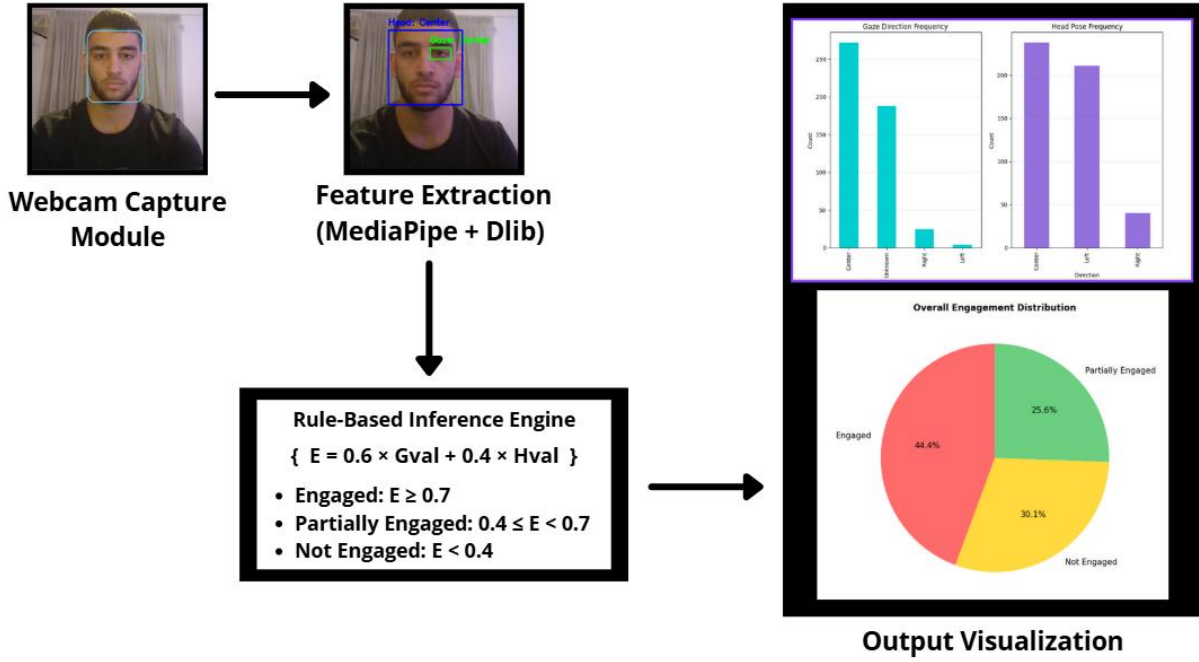 Head: Center
Webcam Capture
Module
Feature Extraction
(MediaPipe + Dlib)
Rule-Based Inference Engine
{ E = 0.6 × Gval + 0.4 × Hval }
• Engaged: E ≥ 0.7
• Partially Engaged: 0.4 ≤ E < 0.7
• Not Engaged: E < 0.4
Gaze Direction Frequency
Count
250
200
150
100
50
0
Center
Unknown
Right
Left
Head Pose Frequency
Count
200
150
100
50
0
Center
Left
Right
Direction
Overall Engagement Distribution
Partially Engaged
25.6%
Engaged
44.4%
30.1%
Not Engaged
Output Visualization